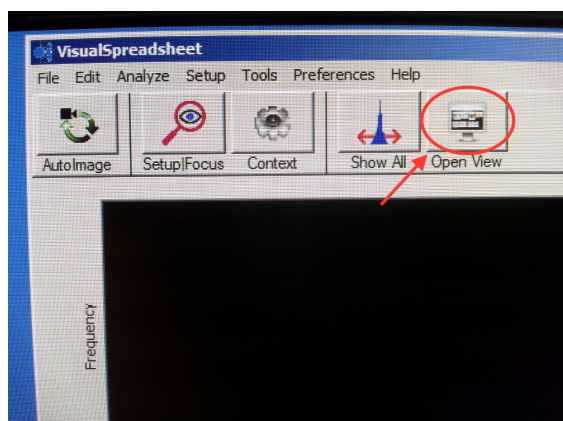 VisualSpreadsheet
File Edit Analyze Setup Tools Preferences Help
AutoImage Setup|Focus Context Show All Open View
Frequency